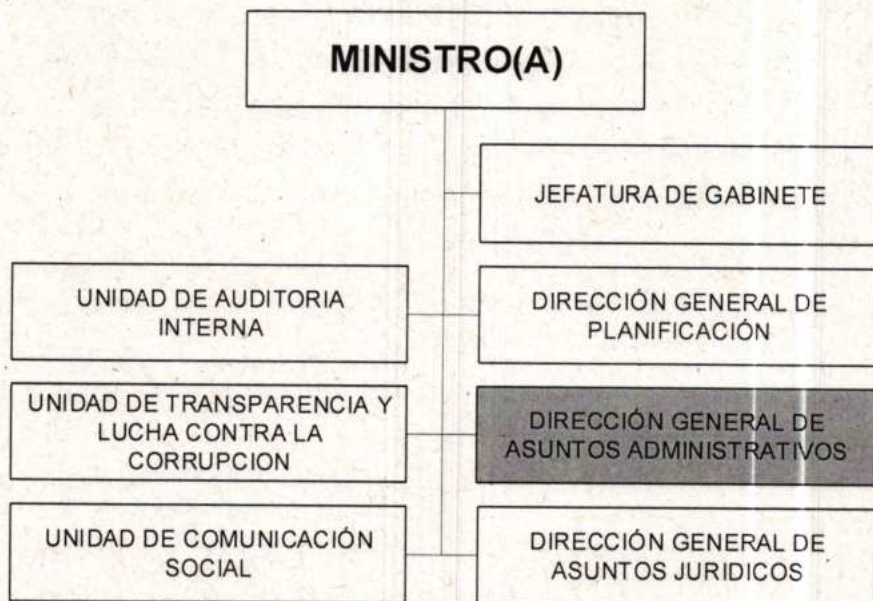 MINISTRO(A)
JEFATURA DE GABINETE
UNIDAD DE AUDITORIA
INTERNA
DIRECCIÓN GENERAL DE
PLANIFICACIÓN
UNIDAD DE TRANSPARENCIA Y
LUCHA CONTRA LA
CORRUPCION
DIRECCIÓN GENERAL DE
ASUNTOS ADMINISTRATIVOS
UNIDAD DE COMUNICACIÓN
SOCIAL
DIRECCIÓN GENERAL DE
ASUNTOS JURIDICOS